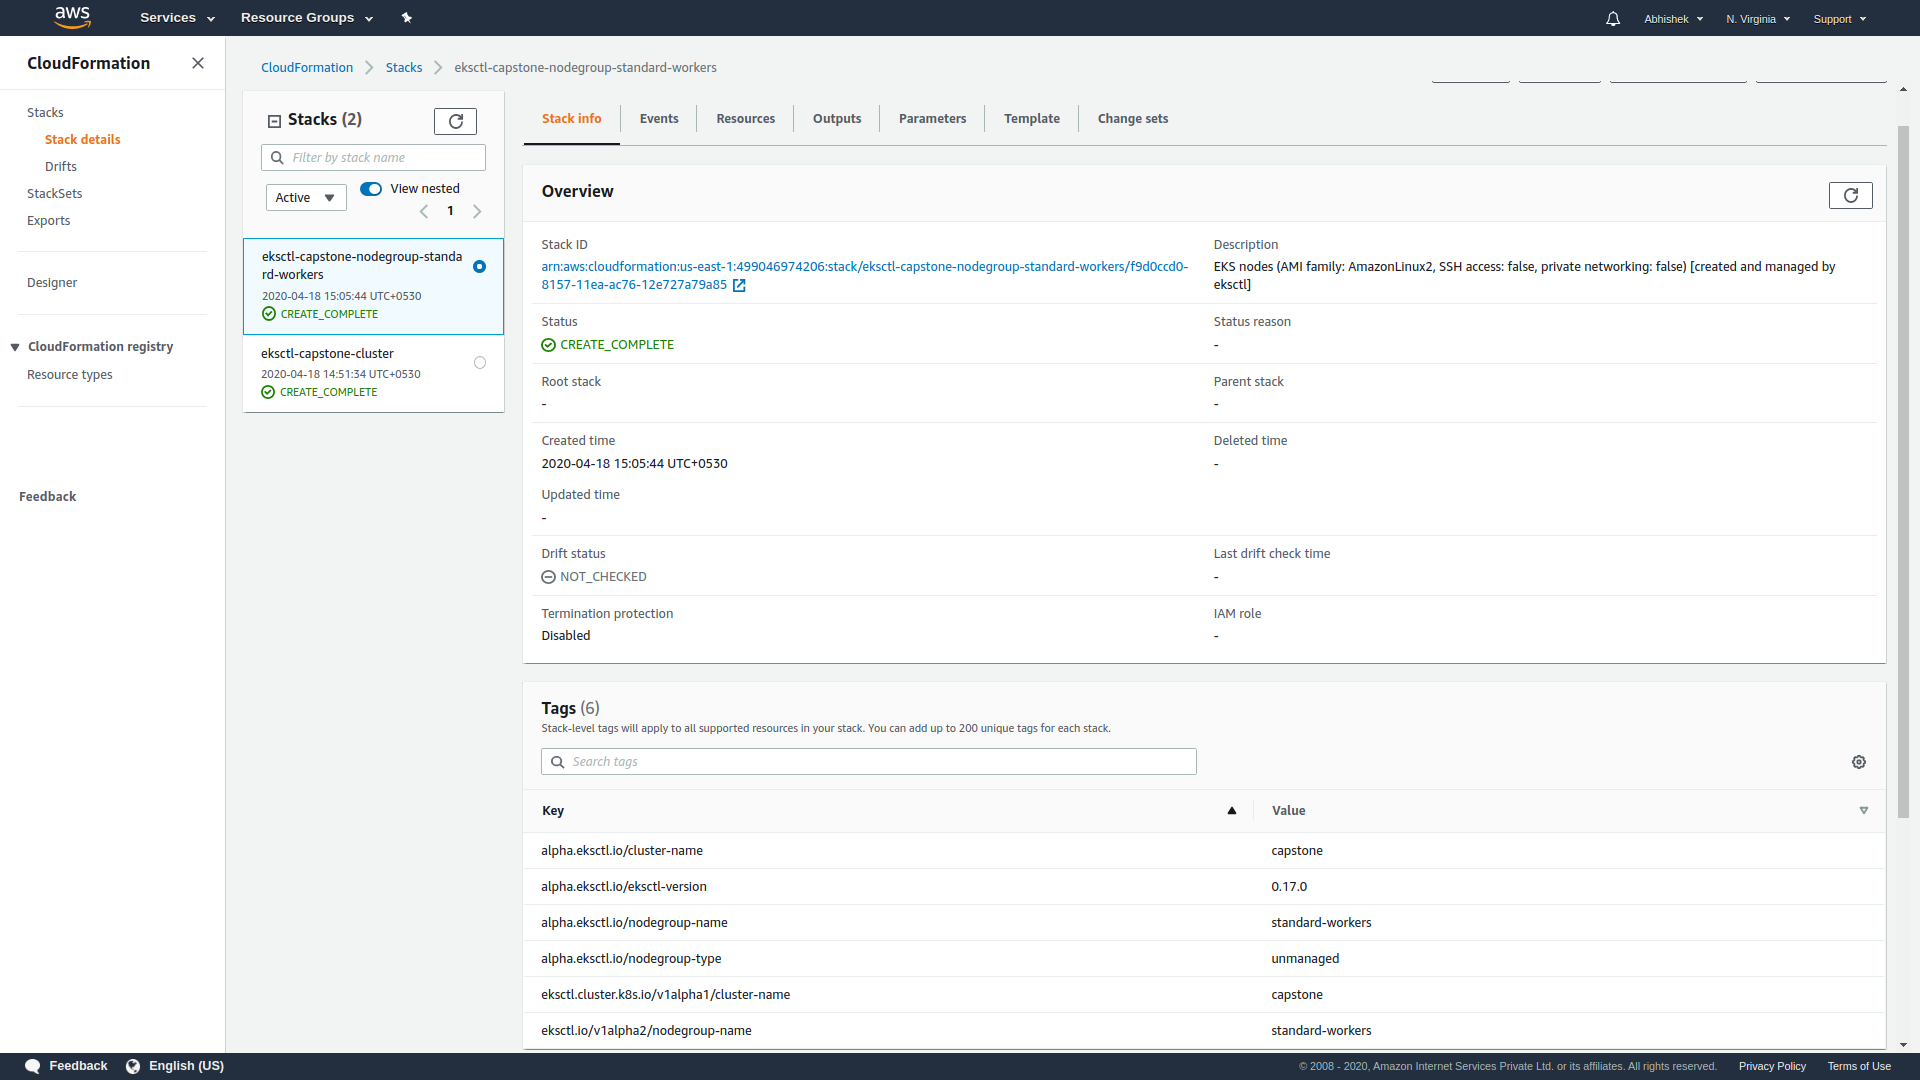 aws Services Resource Groups Abhishek N. Virginia Support
CloudFormation
Stacks
Stack details
Drifts
StackSets
Exports
Designer
CloudFormation registry
Resource types
Feedback
CloudFormation Stacks eksctl-capstone-nodegroup-standard-workers
Stacks (2)
Filter by stack name
Active View nested
1
eksctl-capstone-nodegroup-standa
rd-workers
2020-04-18 15:05:44 UTC+0530
CREATE_COMPLETE
eksctl-capstone-cluster
2020-04-18 14:51:34 UTC+0530
CREATE_COMPLETE
Stack info Events Resources Outputs Parameters Template Change sets
Overview
Stack ID
arn:aws:cloudformation:us-east-1:499046974206:stack/eksctl-capstone-nodegroup-standard-workers/f9d0ccd0-
8157-11ea-ac76-12e727a79a85
Description
EKS nodes (AMI family: AmazonLinux2, SSH access: false, private networking: false) [created and managed by
eksctl]
Status
CREATE_COMPLETE
Status reason
-
Root stack
-
Parent stack
-
Created time
2020-04-18 15:05:44 UTC+0530
Deleted time
-
Updated time
-
Drift status
NOT_CHECKED
Last drift check time
-
Termination protection
Disabled
IAM role
-
Tags (6)
Stack-level tags will apply to all supported resources in your stack. You can add up to 200 unique tags for each stack.
Search tags
Key Value
alpha.eksctl.io/cluster-name capstone
alpha.eksctl.io/eksctl-version 0.17.0
alpha.eksctl.io/nodegroup-name standard-workers
alpha.eksctl.io/nodegroup-type unmanaged
eksctl.cluster.k8s.io/v1alpha1/cluster-name capstone
eksctl.io/v1alpha2/nodegroup-name standard-workers
Feedback English (US) © 2008 - 2020, Amazon Internet Services Private Ltd. or its affiliates. All rights reserved. Privacy Policy Terms of Use